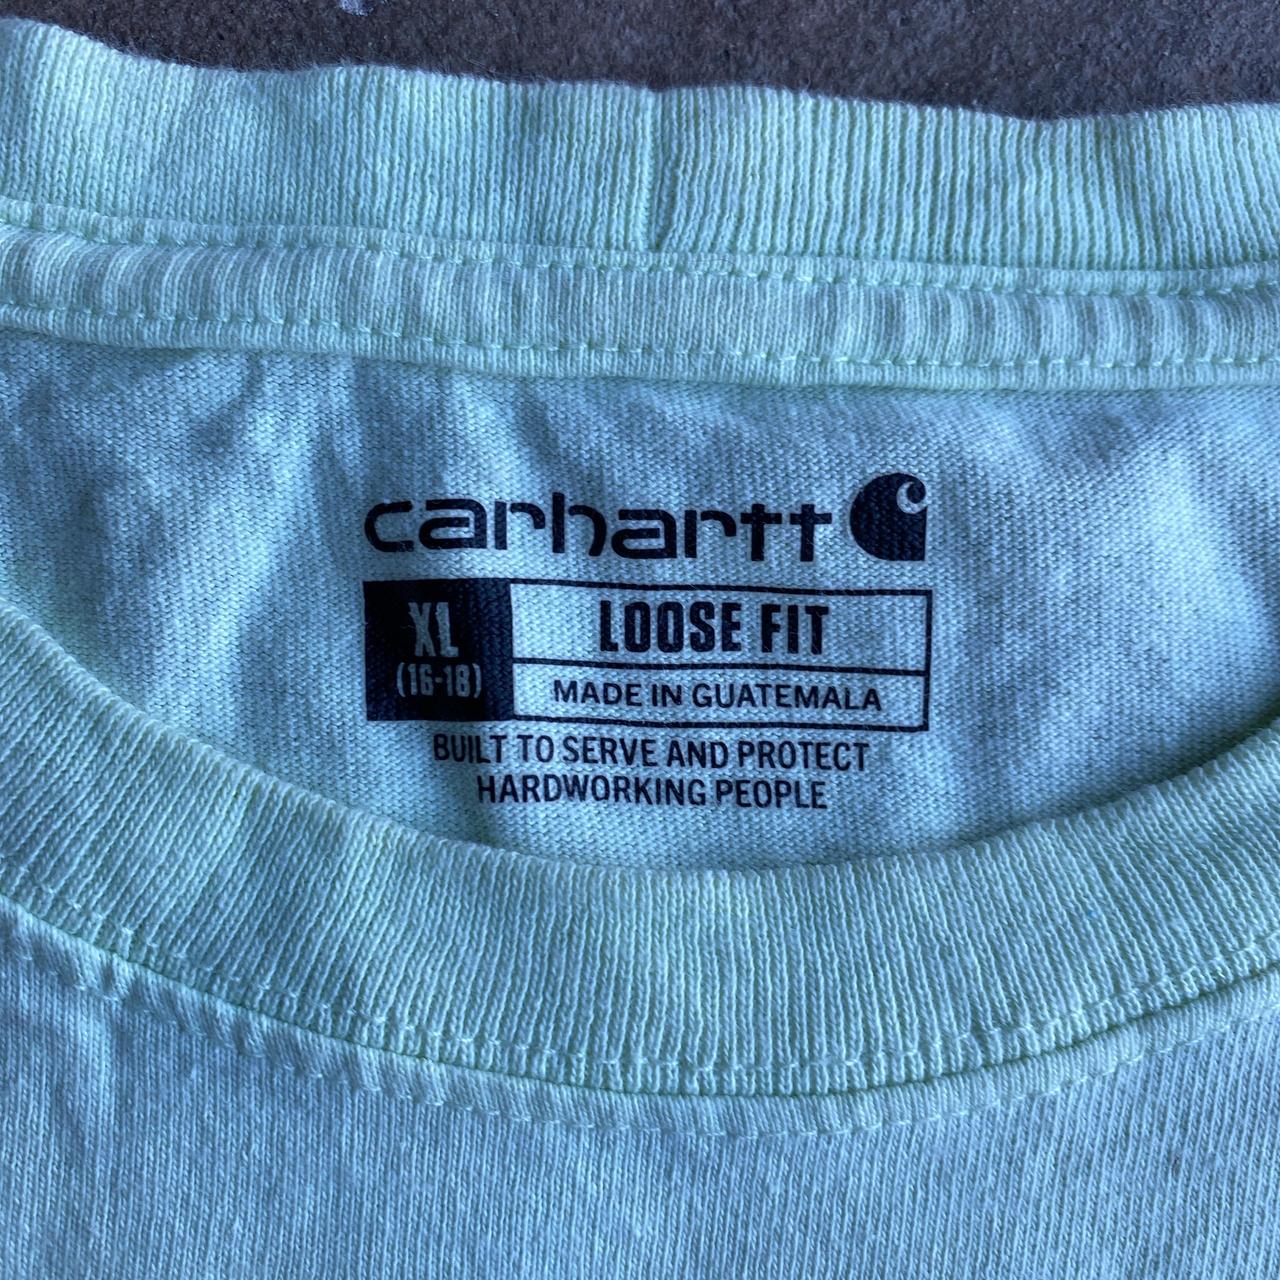 carhartt
XL
(16-18)
LOOSE FIT
MADE IN GUATEMALA
BUILT TO SERVE AND PROTECT
HARDWORKING PEOPLE